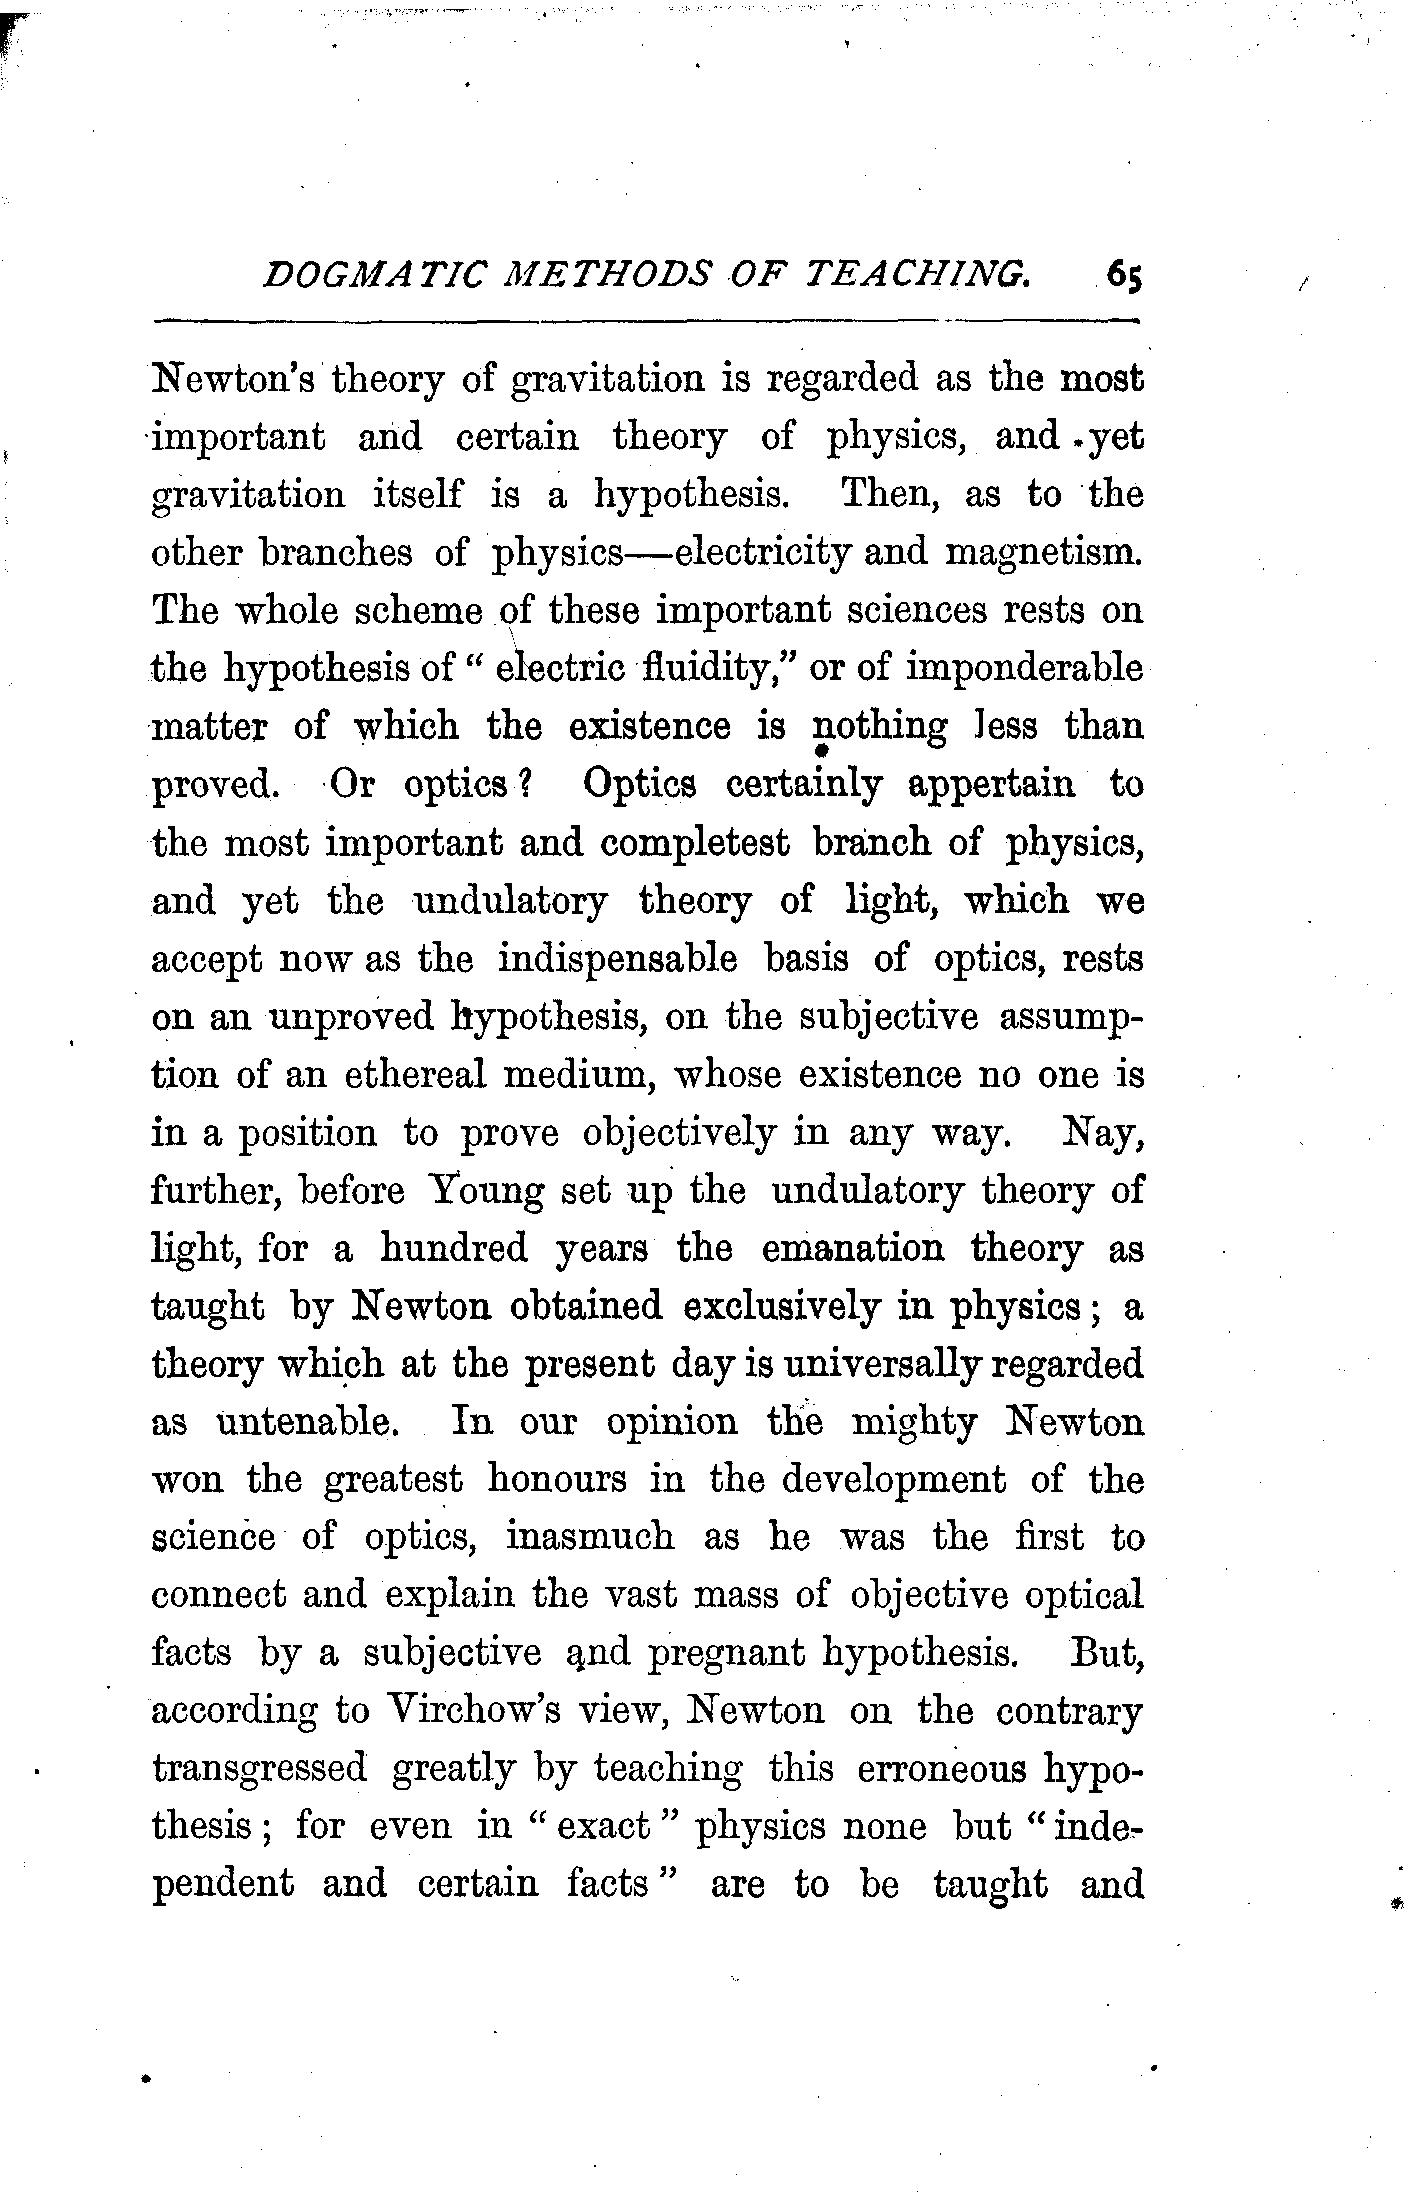 DOGMATIC METHODS OF TEACHING. 65
Newton's theory of gravitation is regarded as the most
important and certain theory of physics, and yet
gravitation itself is a hypothesis. Then, as to the
other branches of physics—electricity and magnetism.
The whole scheme of these important sciences rests on
the hypothesis of "electric fluidity," or of imponderable
matter of which the existence is nothing less than
proved. Or optics? Optics certainly appertain to
the most important and completest branch of physics,
and yet the undulatory theory of light, which we
accept now as the indispensable basis of optics, rests
on an unproved hypothesis, on the subjective assump-
tion of an ethereal medium, whose existence no one is
in a position to prove objectively in any way. Nay,
further, before Young set up the undulatory theory of
light, for a hundred years the emanation theory as
taught by Newton obtained exclusively in physics; a
theory which at the present day is universally regarded
as untenable. In our opinion the mighty Newton
won the greatest honours in the development of the
science of optics, inasmuch as he was the first to
connect and explain the vast mass of objective optical
facts by a subjective and pregnant hypothesis. But,
according to Virchow's view, Newton on the contrary
transgressed greatly by teaching this erroneous hypo-
thesis; for even in "exact" physics none but "inde-
pendent and certain facts" are to be taught and